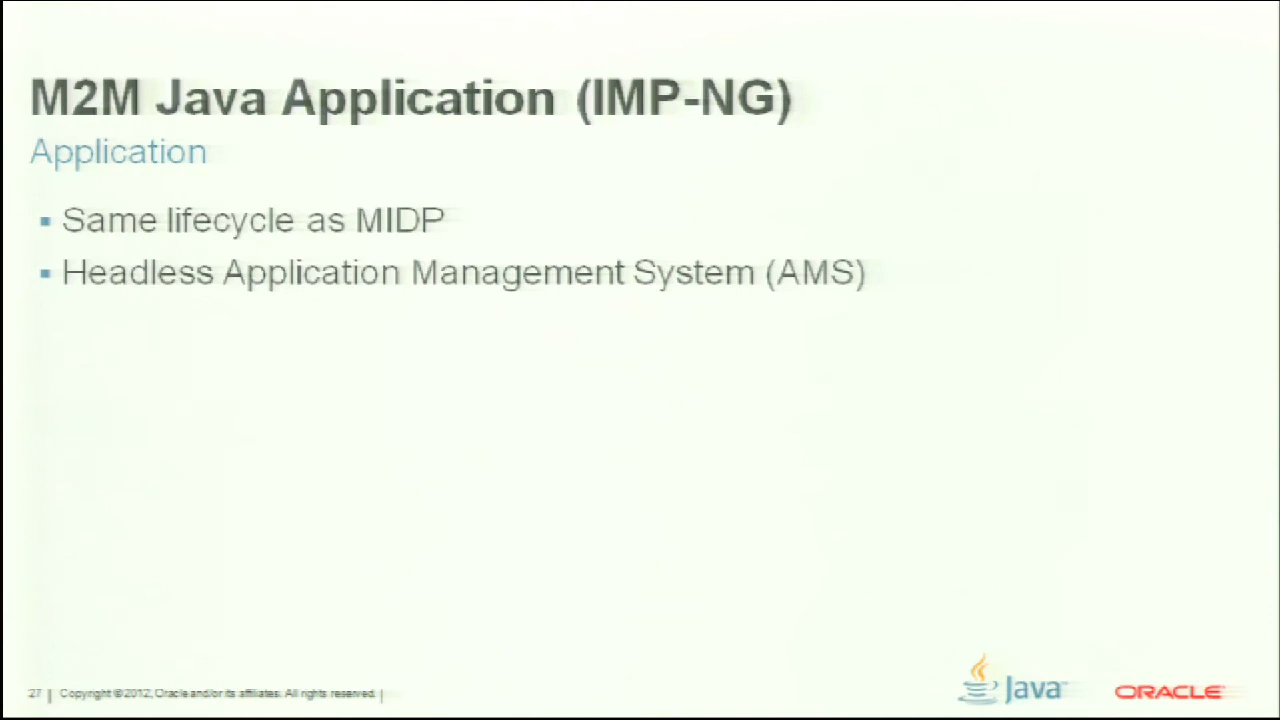 M2M Java Application (IMP-NG)
Application
▪ Same lifecycle as MIDP
▪ Headless Application Management System (AMS)
27 | Copyright © 2012, Oracle and/or its affiliates. All rights reserved. |
Java
ORACLE